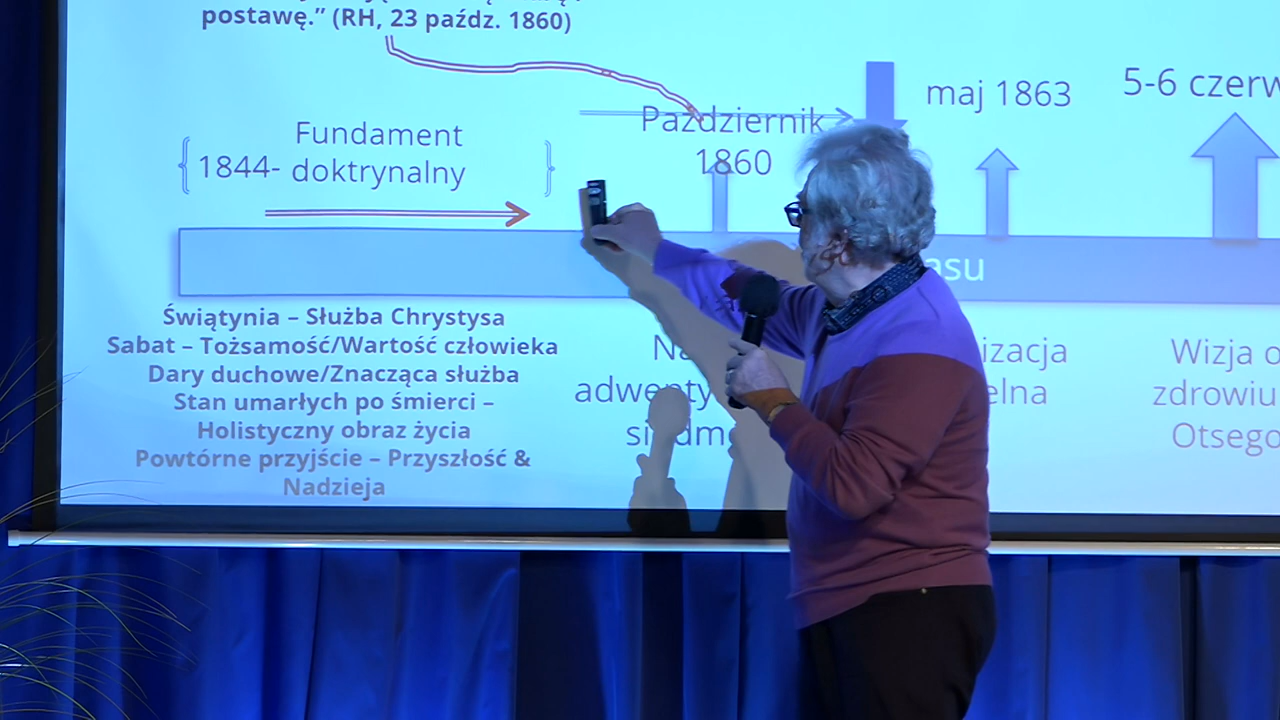 postawę.” (RH, 23 paźdz. 1860)
Fundament
1844- doktrynalny
Październik
1860
maj 1863
5-6
Świątynia – Służba Chrystysa
Sabat – Tożsamość/Wartość człowieka
Dary duchowe/Znacząca służba
Stan umarłych po śmierci –
Holistyczny obraz życia
Powtórne przyjście – Przyszłość &
Nadzieja
Wizja
zdrowiu
Otsego